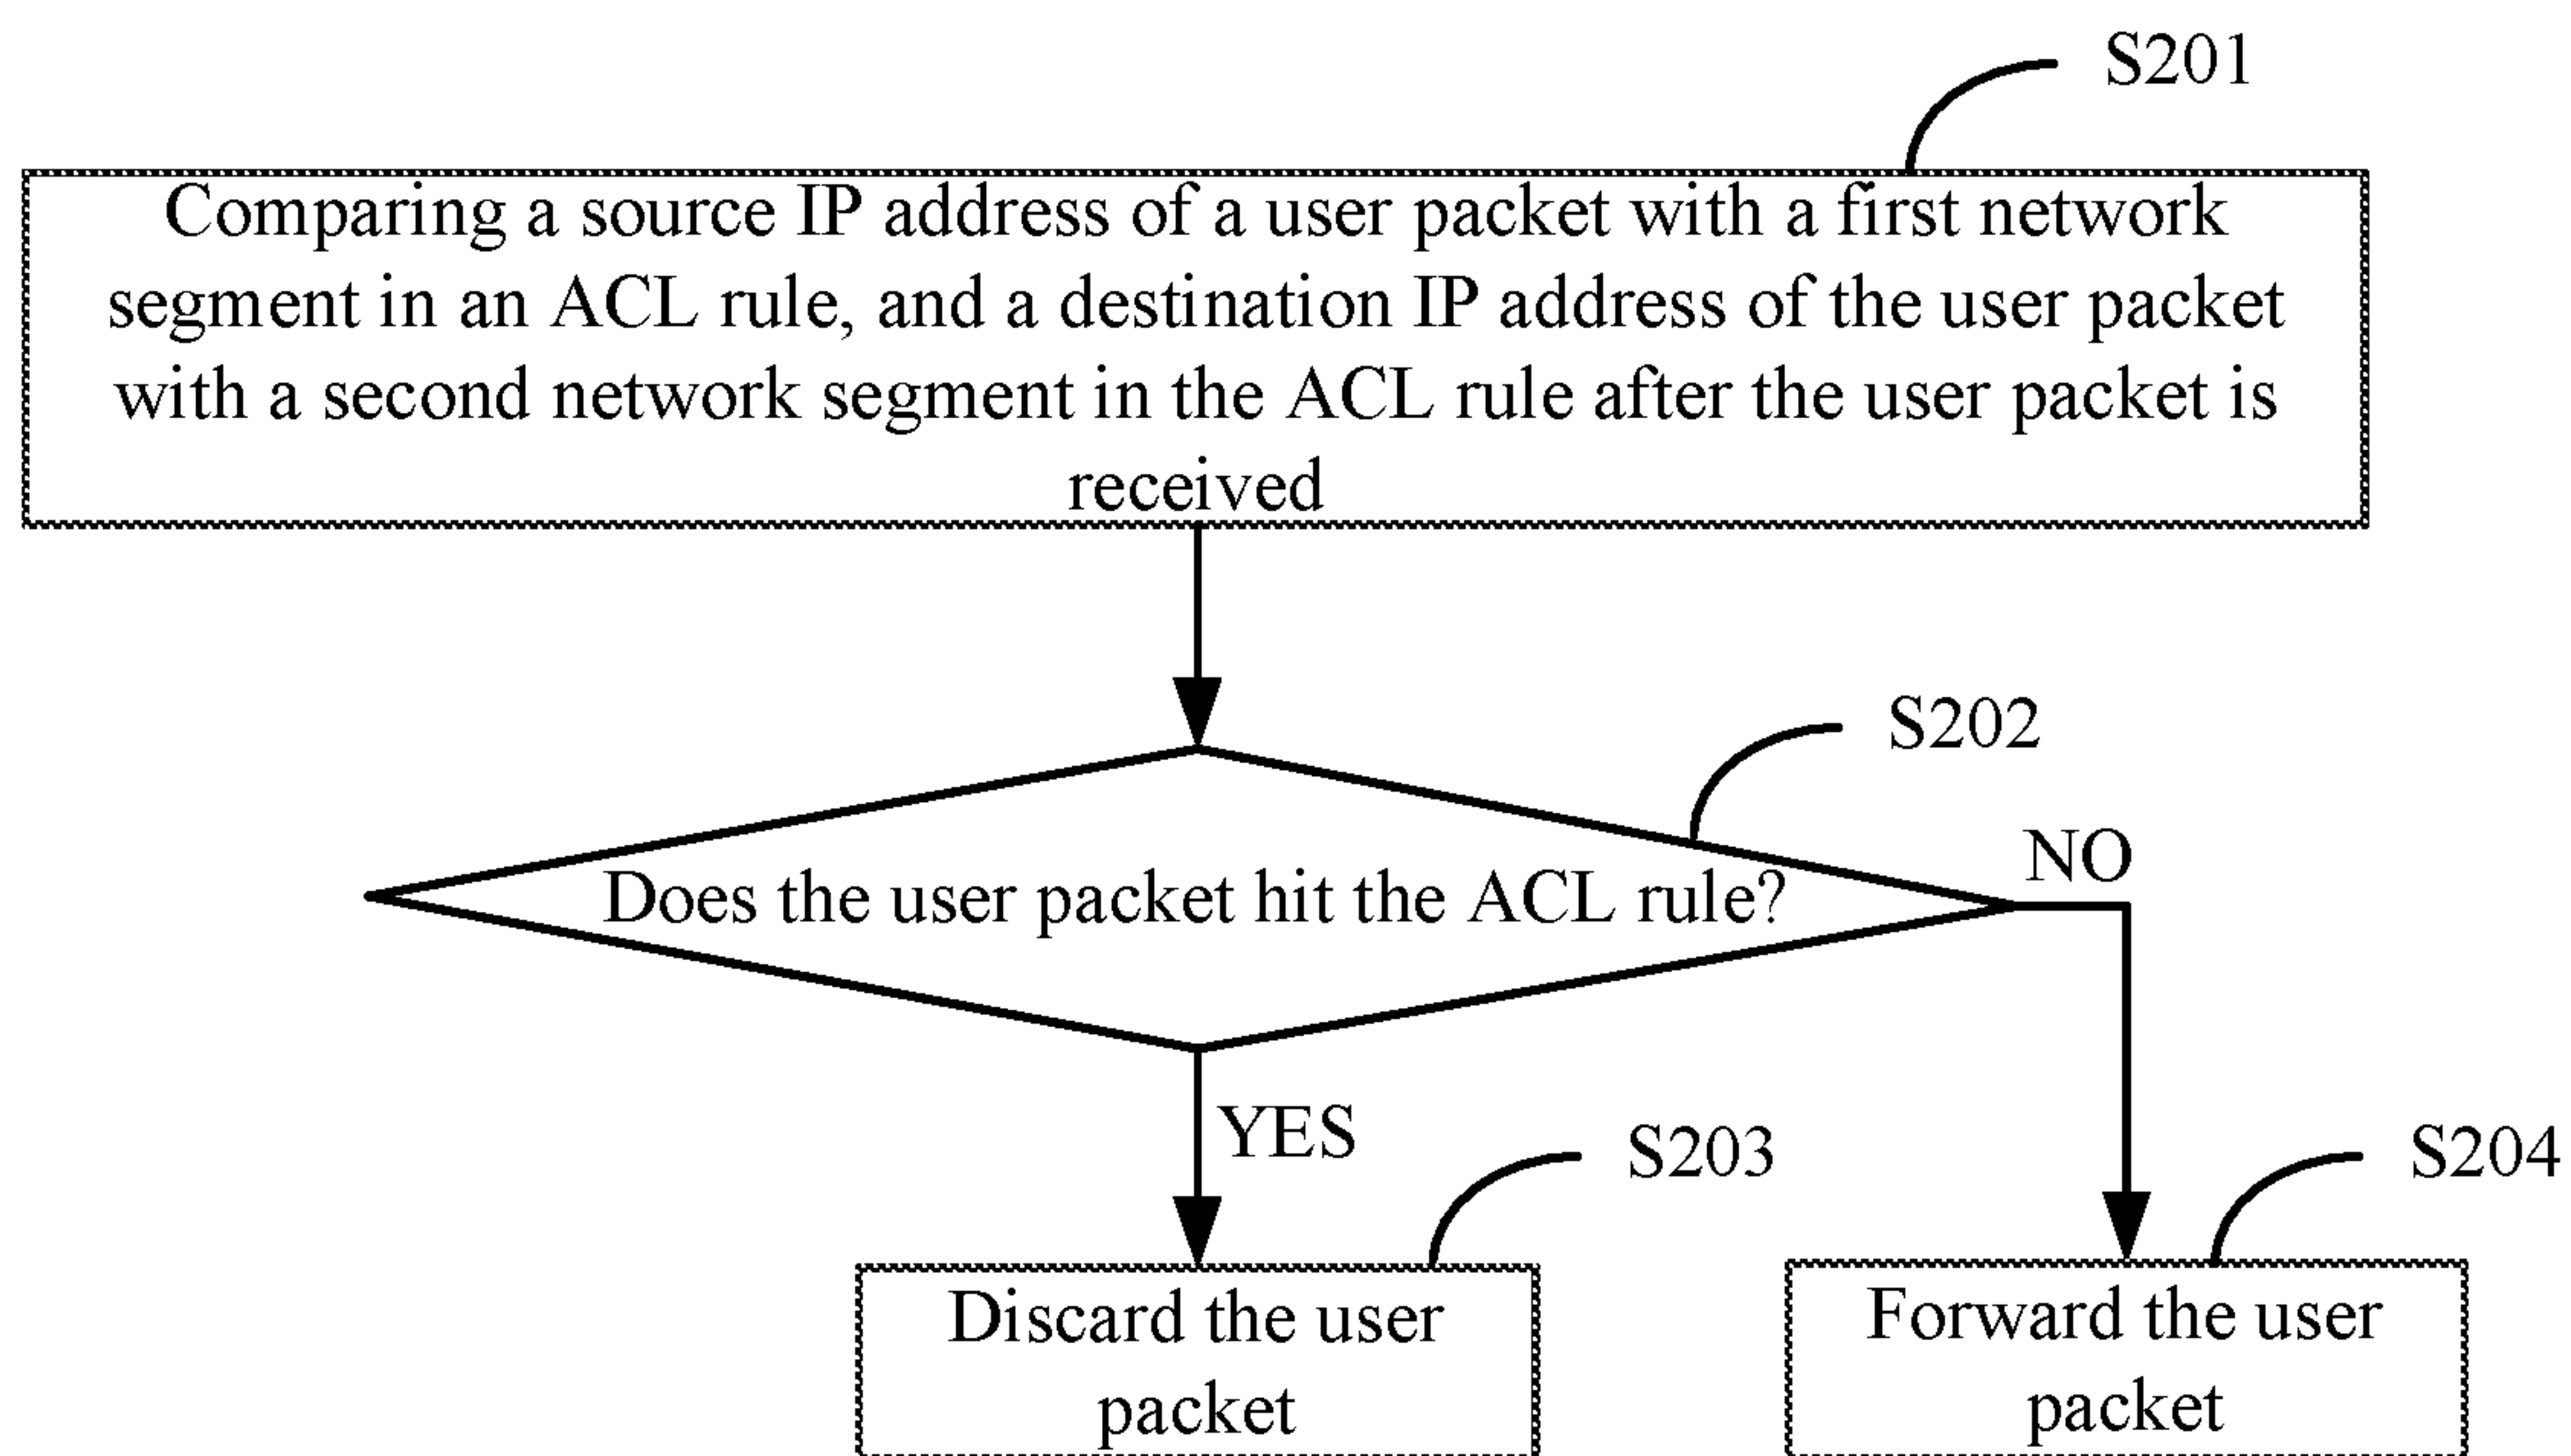 S201
Comparing a source IP address of a user packet with a first network
segment in an ACL rule, and a destination IP address of the user packet
with a second network segment in the ACL rule after the user packet is
received
S202
Does the user packet hit the ACL rule?
NO
YES
S203
S204
Discard the user
packet
Forward the user
packet